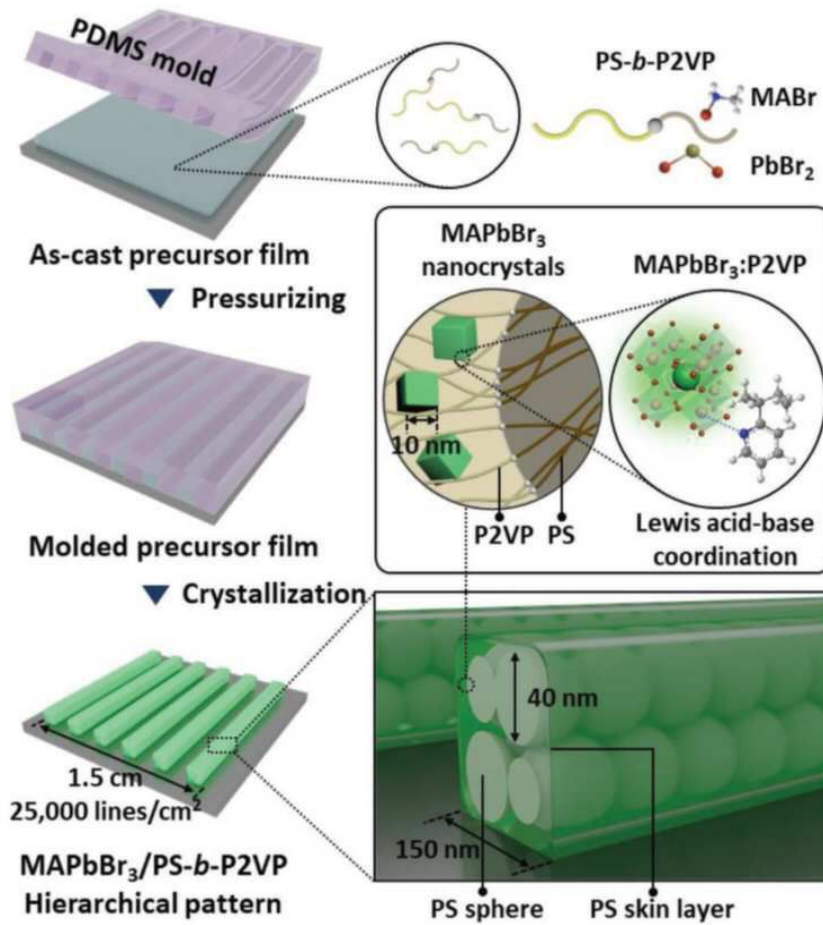 PDMS mold
PS-b-P2VP
MABr
PbBr₂
As-cast precursor film
Pressurizing
Molded precursor film
Crystallization
MAPbBr₃
nanocrystals
MAPbBr₃:P2VP
10 nm
P2VP PS
Lewis acid-base
coordination
1.5 cm
25,000 lines/cm²
MAPbBr₃/PS-b-P2VP
Hierarchical pattern
40 nm
150 nm
PS sphere
PS skin layer